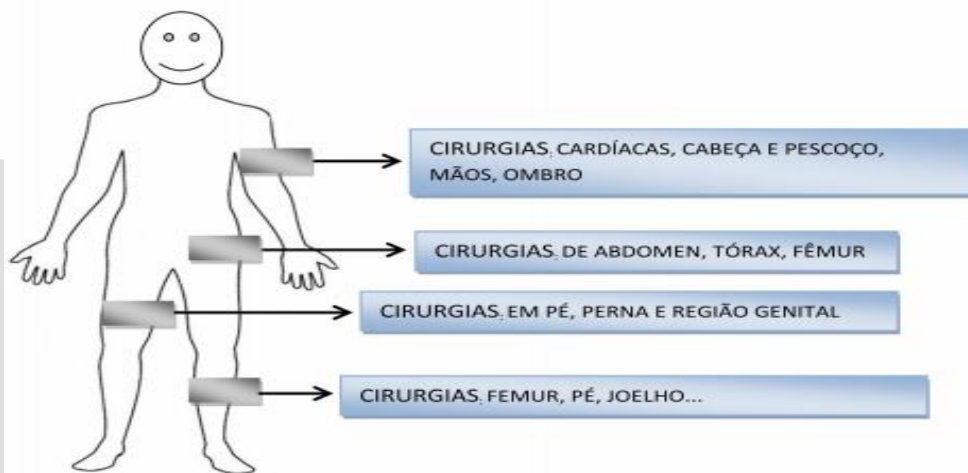 CIRURGIAS: CARDÍACAS, CABEÇA E PESCOÇO,
MÃOS, OMBRO
CIRURGIAS: DE ABDOMEN, TÓRAX, FÊMUR
CIRURGIAS: EM PÉ, PERNA E REGIÃO GENITAL
CIRURGIAS: FEMUR, PÉ, JOELHO...